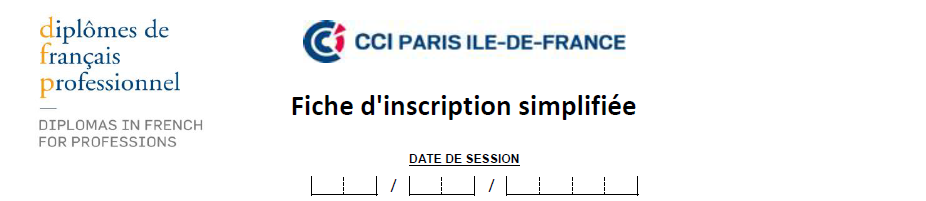 diplômes de
français
professionnel
DIPLOMAS IN FRENCH
FOR PROFESSIONS
CCI PARIS ILE-DE-FRANCE
Fiche d'inscription simplifiée
DATE DE SESSION
/ /